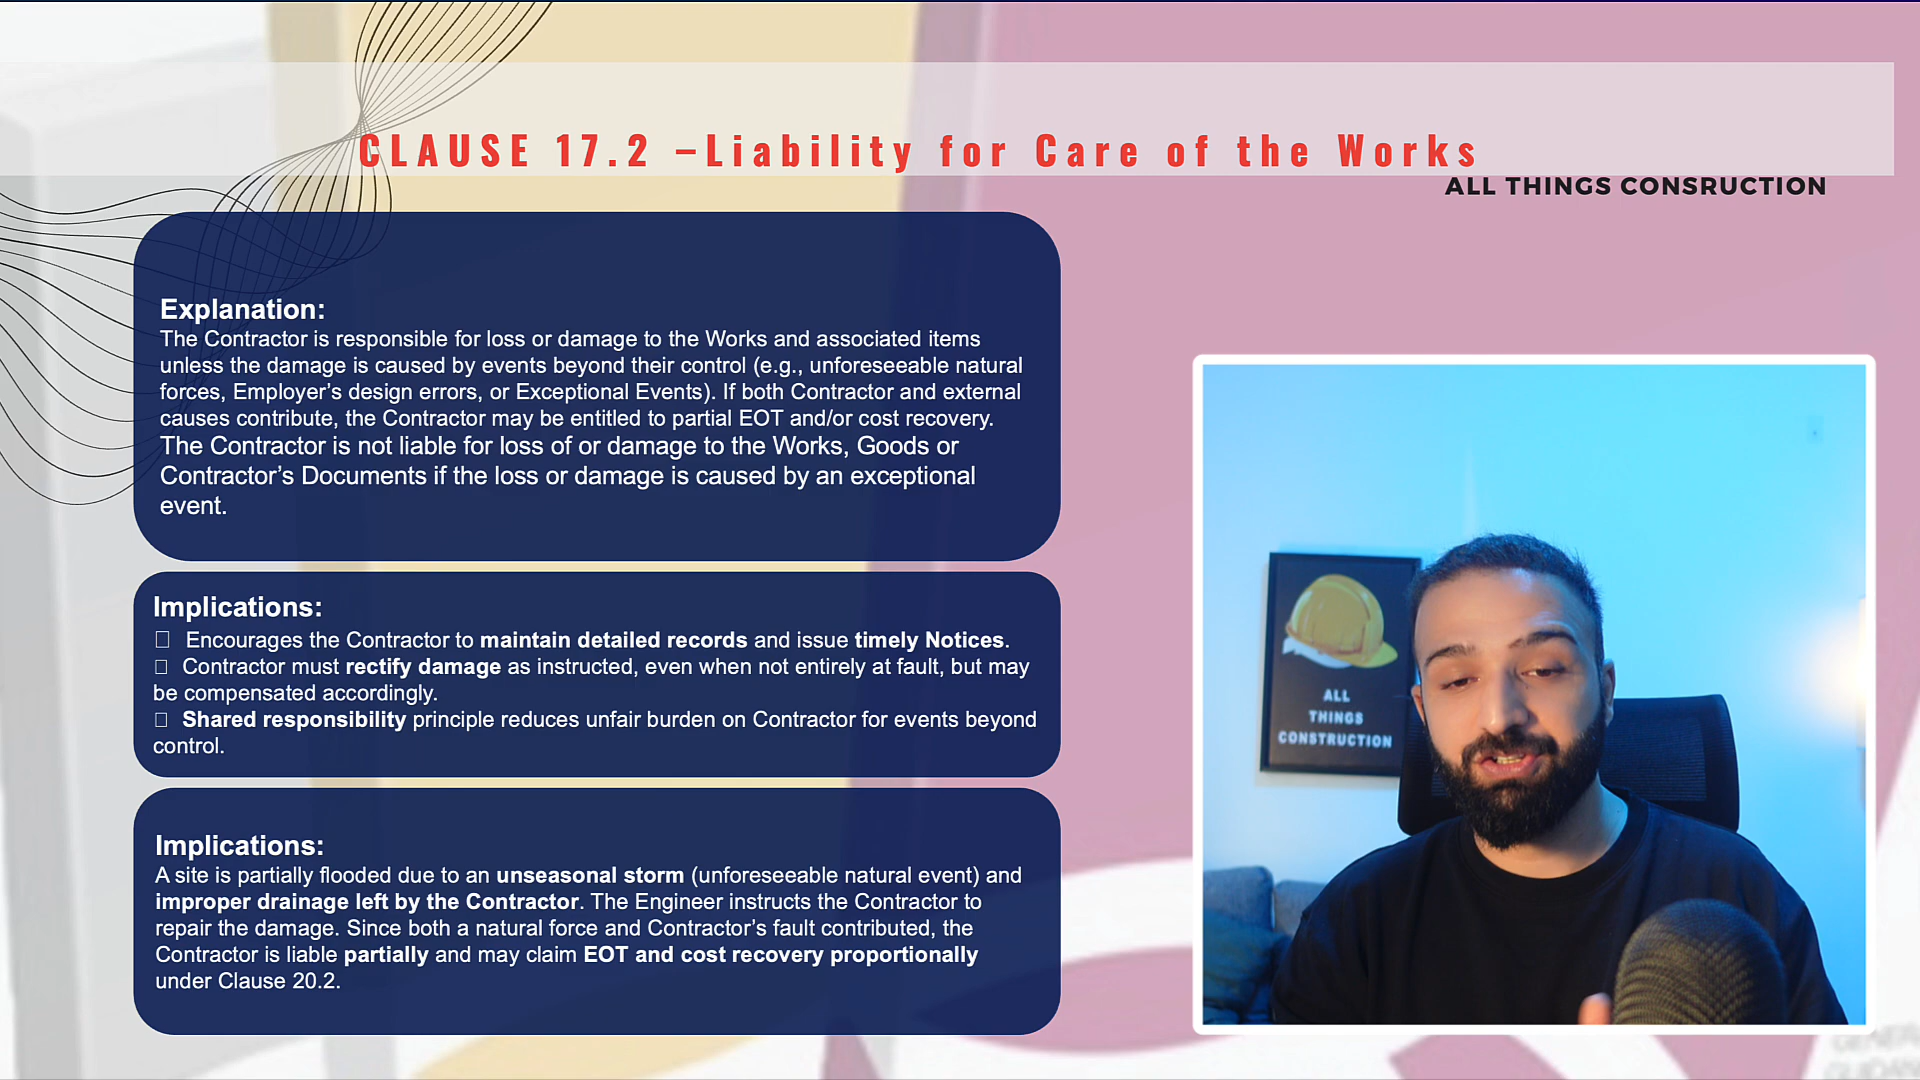 CLAUSE 17.2 –Liability for Care of the Works
ALL THINGS CONSRUCTION
Explanation:
The Contractor is responsible for loss or damage to the Works and associated items
unless the damage is caused by events beyond their control (e.g., unforeseeable natural
forces, Employer’s design errors, or Exceptional Events). If both Contractor and external
causes contribute, the Contractor may be entitled to partial EOT and/or cost recovery.
The Contractor is not liable for loss of or damage to the Works, Goods or
Contractor’s Documents if the loss or damage is caused by an exceptional
event.
Implications:
Encourages the Contractor to maintain detailed records and issue timely Notices.
Contractor must rectify damage as instructed, even when not entirely at fault, but may
be compensated accordingly.
Shared responsibility principle reduces unfair burden on Contractor for events beyond
control.
Implications:
A site is partially flooded due to an unseasonal storm (unforeseeable natural event) and
improper drainage left by the Contractor. The Engineer instructs the Contractor to
repair the damage. Since both a natural force and Contractor’s fault contributed, the
Contractor is liable partially and may claim EOT and cost recovery proportionally
under Clause 20.2.
ALL
THINGS
CONSTRUCTION